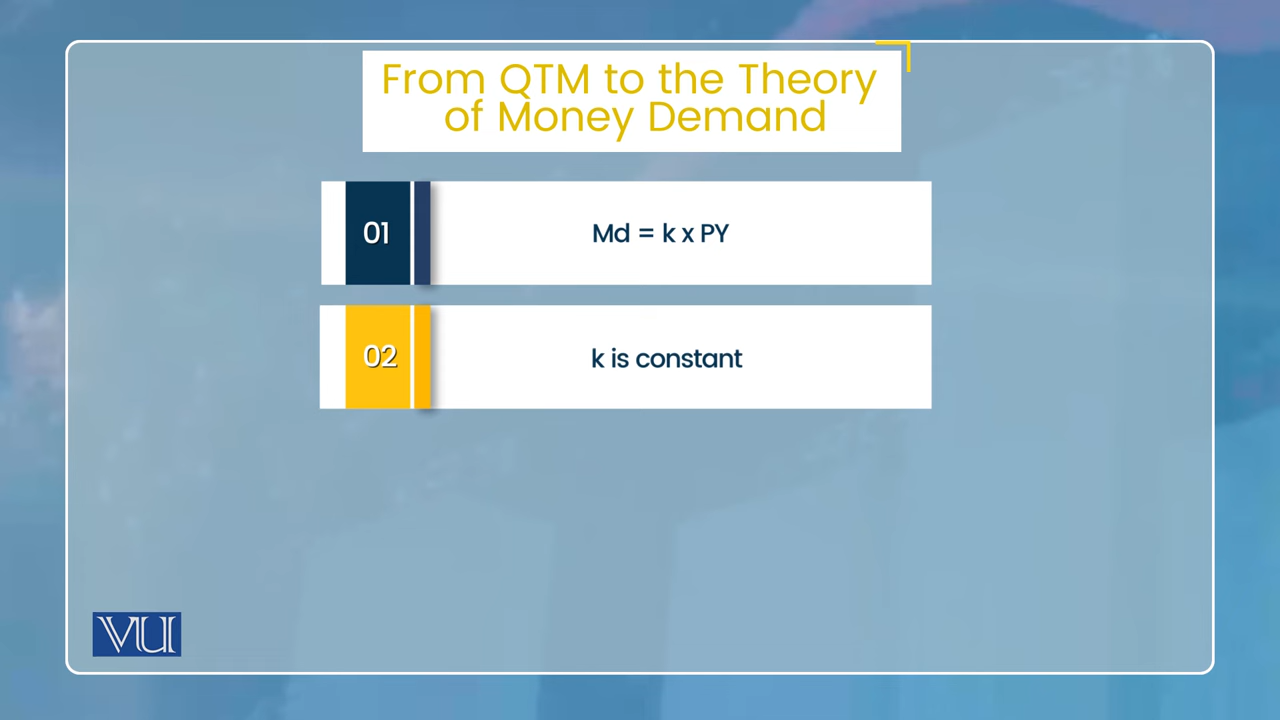 From QTM to the Theory
of Money Demand
01
Md = k x PY
02
k is constant
VU